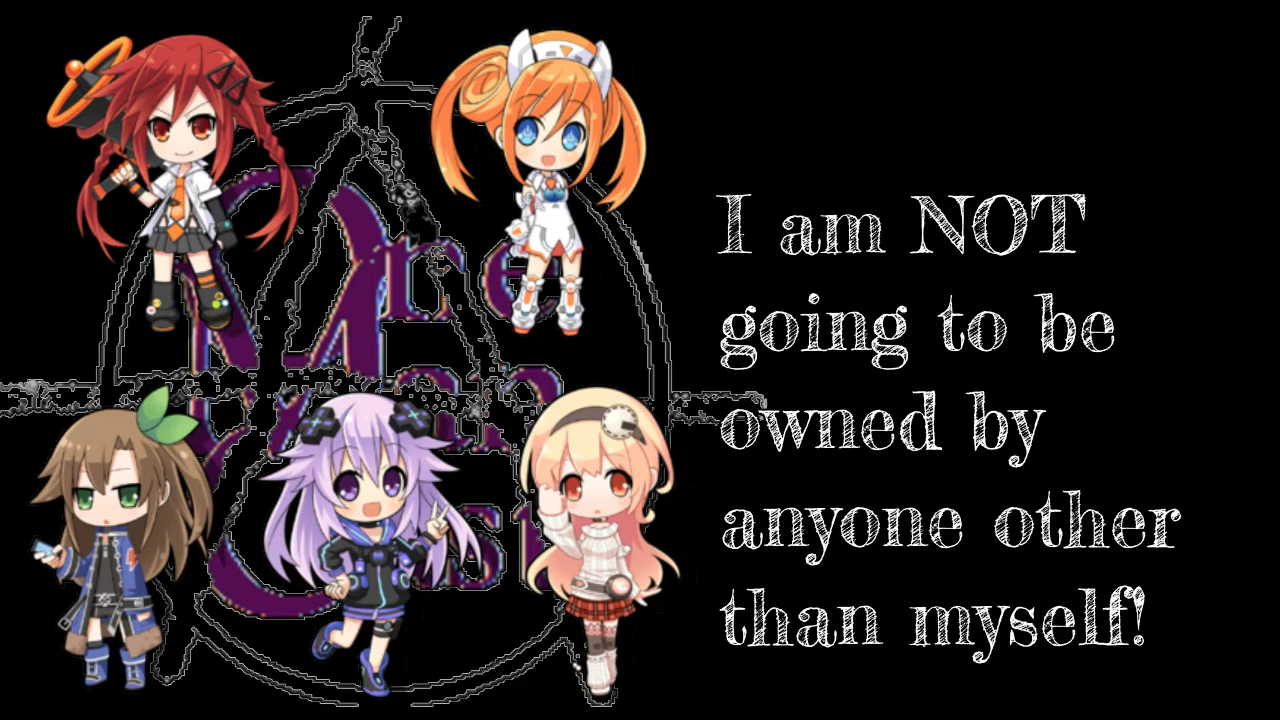 I am NOT
going to be
owned by
anyone other
than myself!